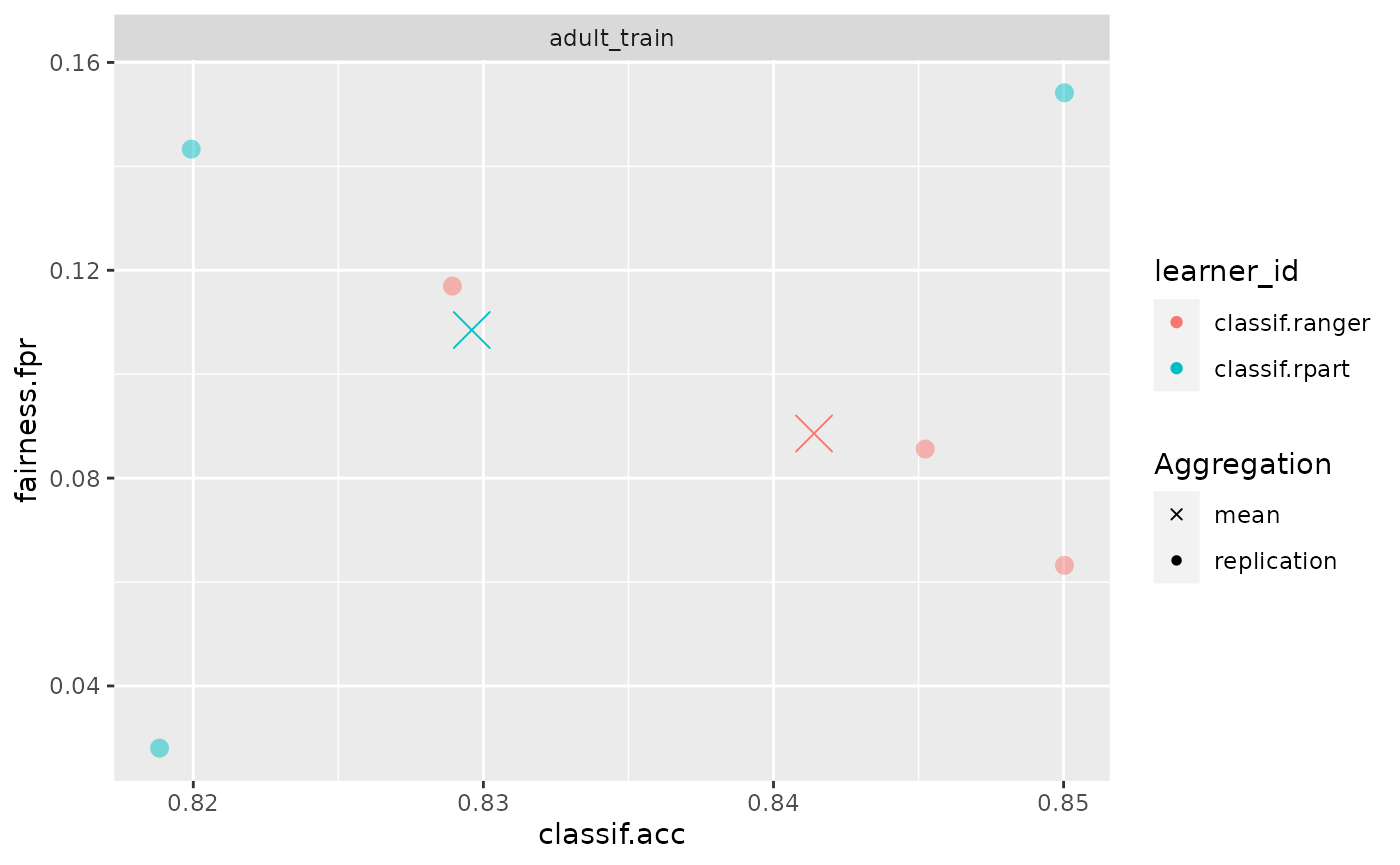 adult_train
0.16
0.12
0.08
0.04
fairness.fpr
0.82 0.83 0.84 0.85
classif.acc
learner_id
classif.ranger
classif.rpart
Aggregation
mean
replication